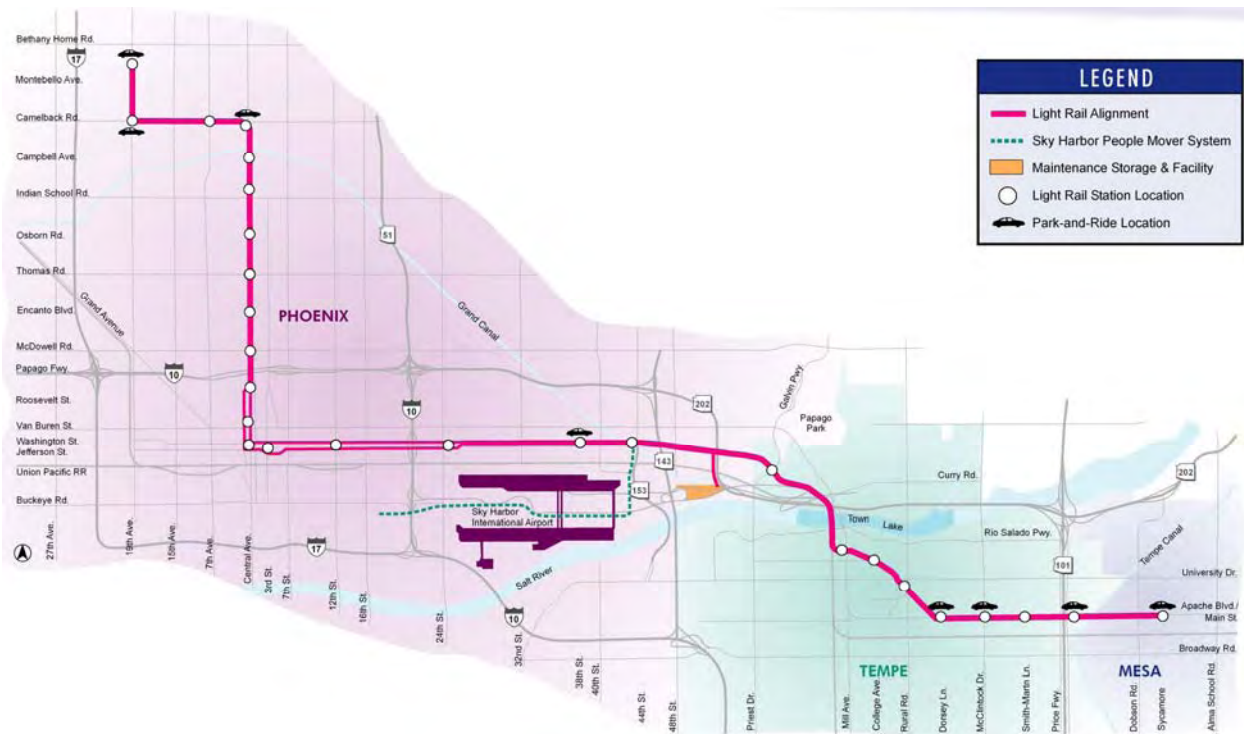 Bethany Home Rd.
17
Montebello Ave.
Camelback Rd.
Campbell Ave.
Indian School Rd.
Osborn Rd.
51
Thomas Rd.
Grand Avenue
Grand Canal
Encanto Blvd.
PHOENIX
McDowell Rd.
Papago Fwy.
10
Roosevelt St.
10
202
Galvin Pwy
Papago
Park
Van Buren St.
Washington St.
Jefferson St.
Union Pacific RR
143
Curry Rd.
202
Buckeye Rd.
153
Sky Harbor
International Airport
Town
Lake
Rio Salado Pwy.
Tempe Canal
17
Salt River
101
University Dr.
10
Apache Blvd./
Main St.
Broadway Rd.
TEMPE
MESA
27th Ave.
19th Ave.
15th Ave.
7th Ave.
Central Ave.
3rd St.
7th St.
12th St.
16th St.
24th St.
32nd St.
38th St.
40th St.
44th St.
48th St.
Priest Dr.
Mill Ave.
College Ave.
Rural Rd.
Dorsey Ln.
McClintock Dr.
Smith-Martin Ln.
Price Fwy.
Dobson Rd.
Sycamore
Alma School Rd.
LEGEND
Light Rail Alignment
Sky Harbor People Mover System
Maintenance Storage & Facility
Light Rail Station Location
Park-and-Ride Location